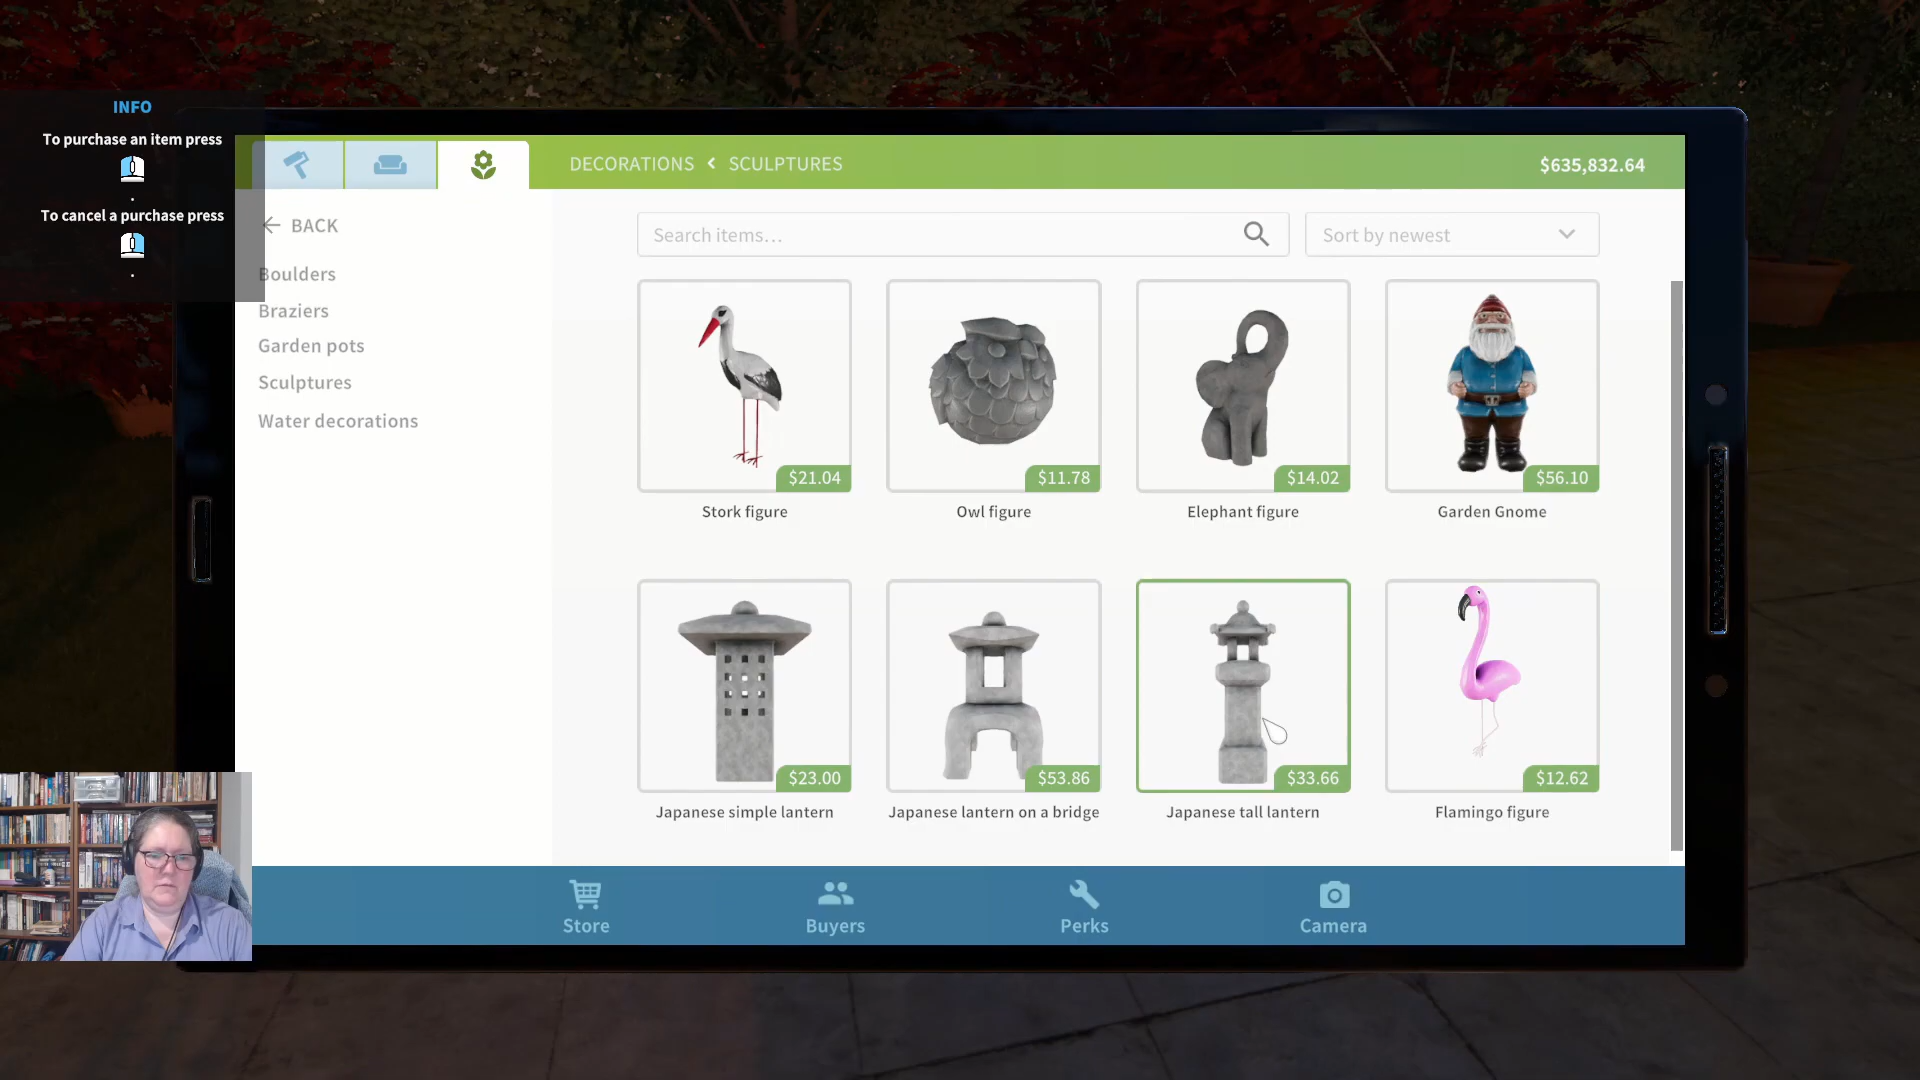 INFO
To purchase an item press
.
To cancel a purchase press
.
DECORATIONS < SCULPTURES
$635,832.64
BACK
Boulders
Braziers
Garden pots
Sculptures
Water decorations
Search items...
Sort by newest
$21.04
$11.78
$14.02
$56.10
Stork figure
Owl figure
Elephant figure
Garden Gnome
$23.00
$53.86
$33.66
$12.62
Japanese simple lantern
Japanese lantern on a bridge
Japanese tall lantern
Flamingo figure
Store
Buyers
Perks
Camera